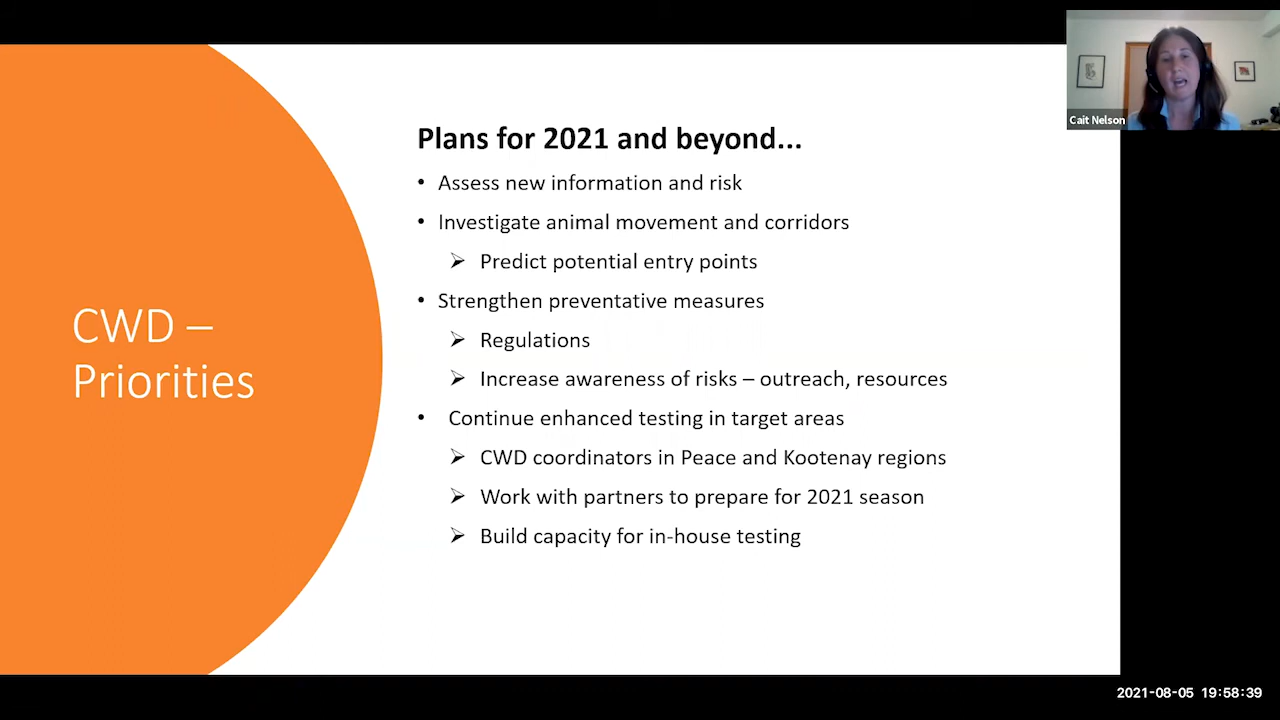 CWD –
Priorities
Plans for 2021 and beyond...
• Assess new information and risk
• Investigate animal movement and corridors
➢ Predict potential entry points
• Strengthen preventative measures
➢ Regulations
➢ Increase awareness of risks – outreach, resources
• Continue enhanced testing in target areas
➢ CWD coordinators in Peace and Kootenay regions
➢ Work with partners to prepare for 2021 season
➢ Build capacity for in-house testing
Cait Nelson
2021-08-05 19:58:39